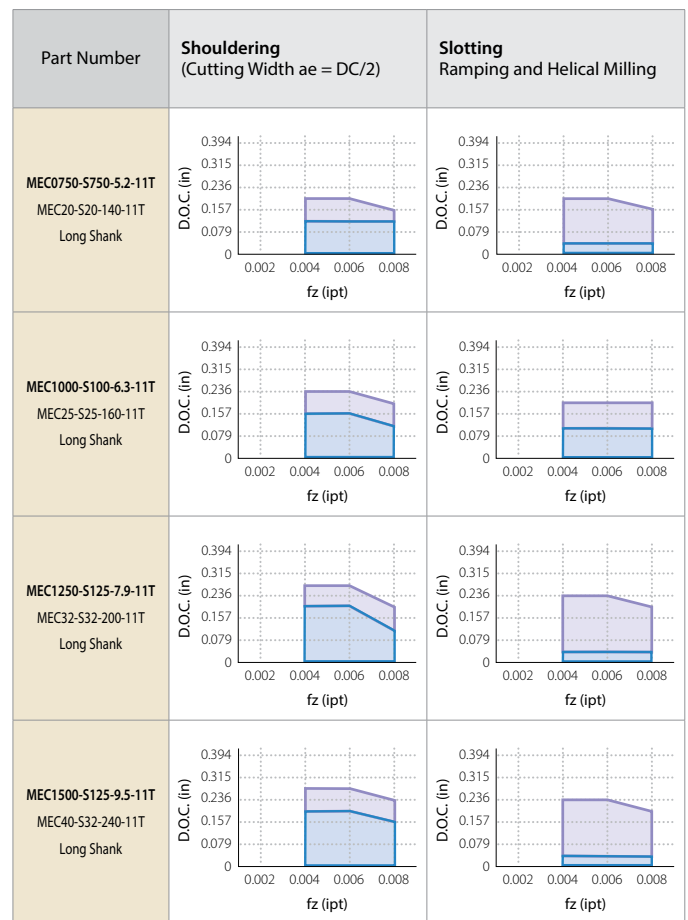 Part Number
Shouldering
(Cutting Width ae = DC/2)
Slotting
Ramping and Helical Milling
MEC0750-S750-5.2-11T
MEC20-S20-140-11T
Long Shank
D.O.C. (in)
0.394
0.315
0.236
0.157
0.079
0
0.002 0.004 0.006 0.008
fz (ipt)
D.O.C. (in)
0.394
0.315
0.236
0.157
0.079
0
0.002 0.004 0.006 0.008
fz (ipt)
MEC1000-S100-6.3-11T
MEC25-S25-160-11T
Long Shank
D.O.C. (in)
0.394
0.315
0.236
0.157
0.079
0
0.002 0.004 0.006 0.008
fz (ipt)
D.O.C. (in)
0.394
0.315
0.236
0.157
0.079
0
0.002 0.004 0.006 0.008
fz (ipt)
MEC1250-S125-7.9-11T
MEC32-S32-200-11T
Long Shank
D.O.C. (in)
0.394
0.315
0.236
0.157
0.079
0
0.002 0.004 0.006 0.008
fz (ipt)
D.O.C. (in)
0.394
0.315
0.236
0.157
0.079
0
0.002 0.004 0.006 0.008
fz (ipt)
MEC1500-S125-9.5-11T
MEC40-S32-240-11T
Long Shank
D.O.C. (in)
0.394
0.315
0.236
0.157
0.079
0
0.002 0.004 0.006 0.008
fz (ipt)
D.O.C. (in)
0.394
0.315
0.236
0.157
0.079
0
0.002 0.004 0.006 0.008
fz (ipt)